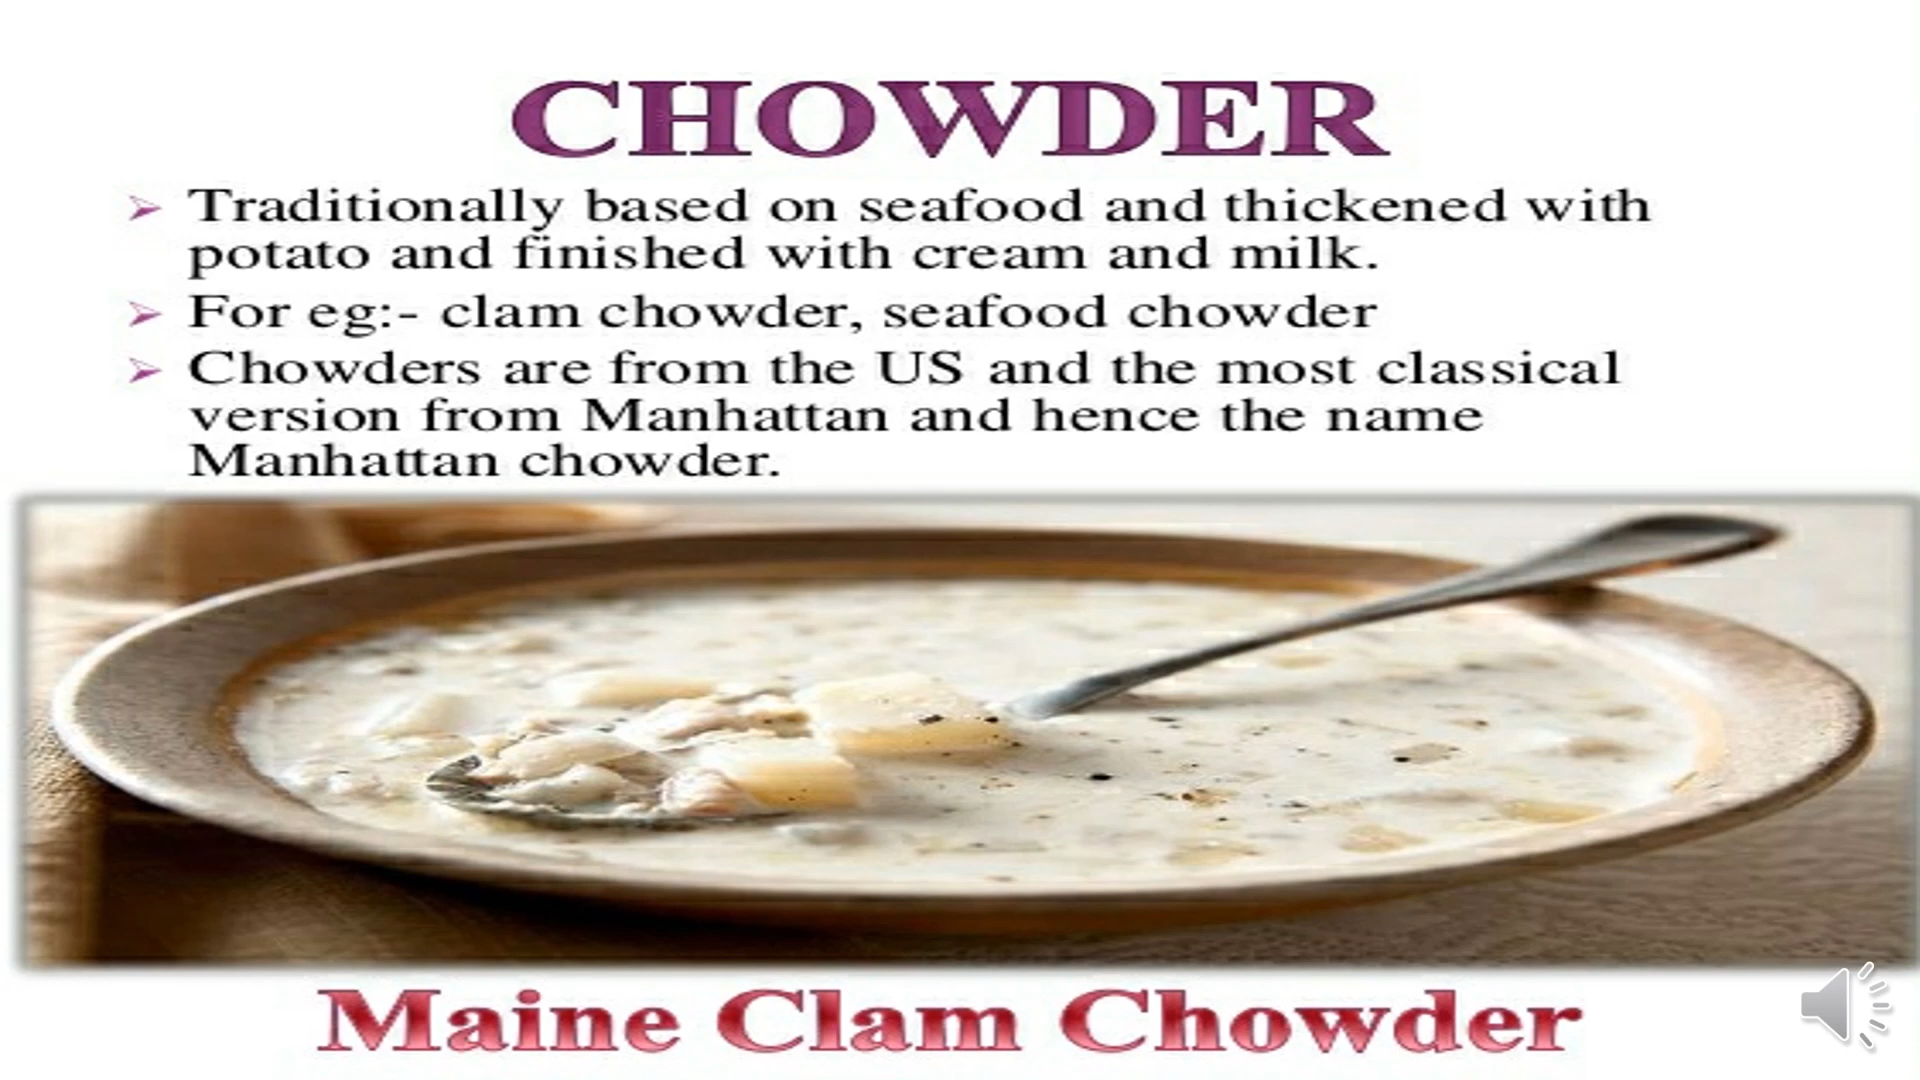 CHOWDER
Traditionally based on seafood and thickened with
potato and finished with cream and milk.
For eg:- clam chowder, seafood chowder
Chowders are from the US and the most classical
version from Manhattan and hence the name
Manhattan chowder.
Maine Clam Chowder